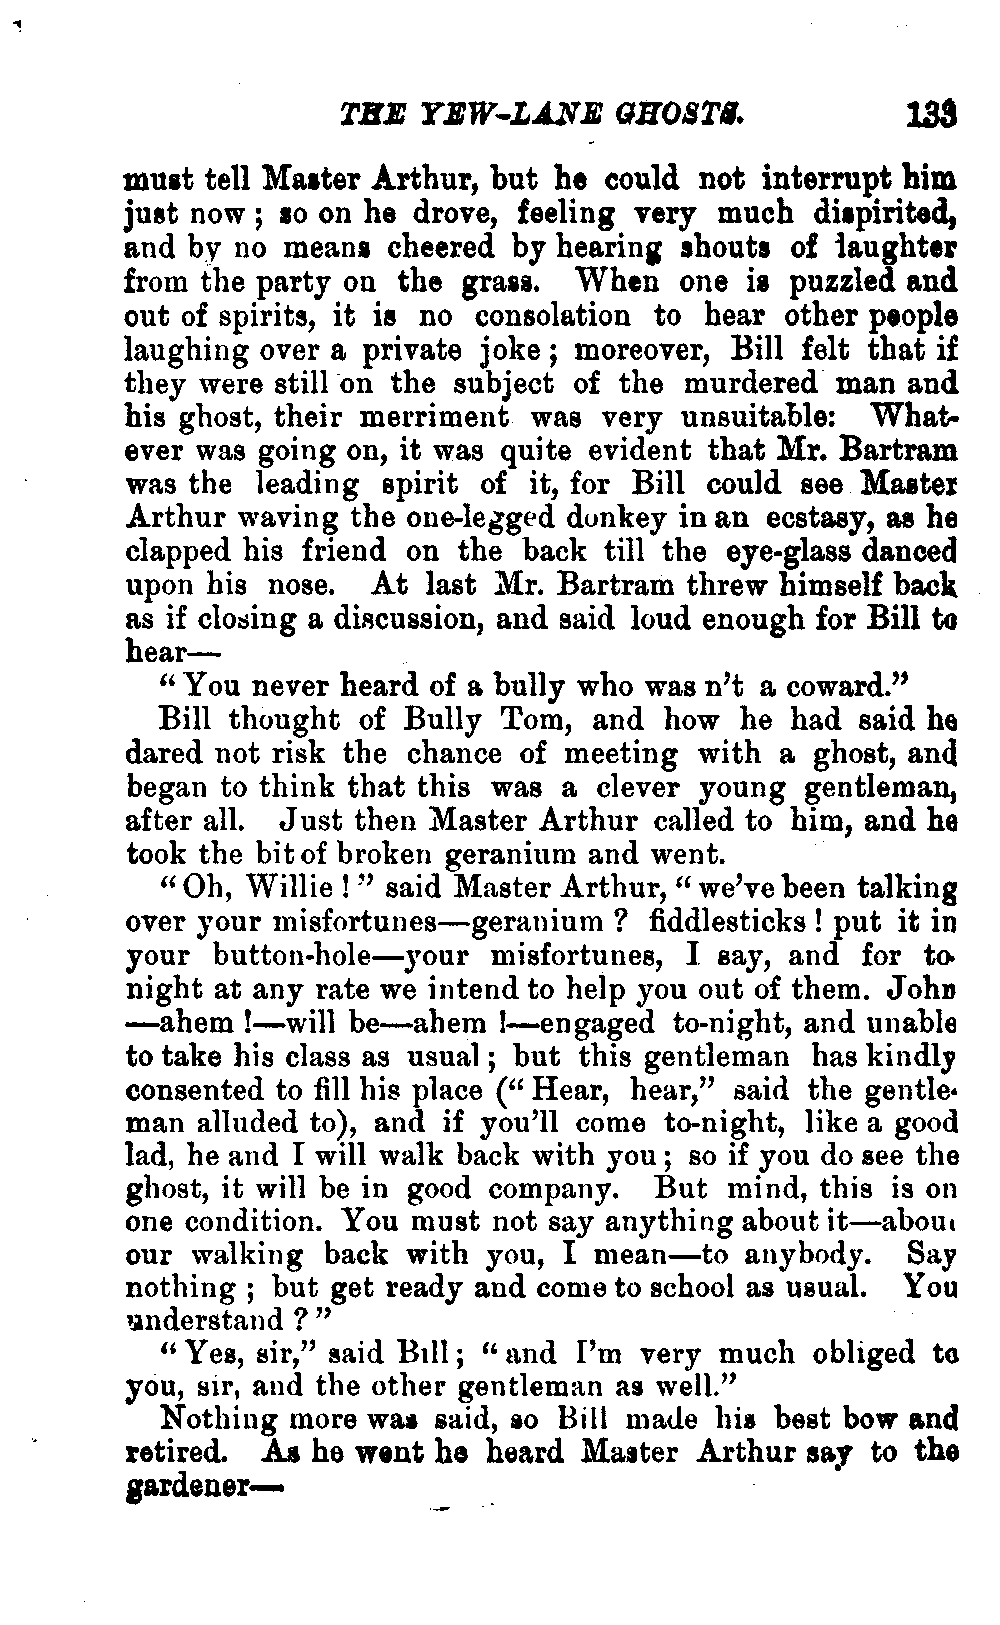 THE YEW-LANE GHOSTS. 133
must tell Master Arthur, but he could not interrupt him
just now ; so on he drove, feeling very much dispirited,
and by no means cheered by hearing shouts of laughter
from the party on the grass. When one is puzzled and
out of spirits, it is no consolation to hear other people
laughing over a private joke ; moreover, Bill felt that if
they were still on the subject of the murdered man and
his ghost, their merriment was very unsuitable: What-
ever was going on, it was quite evident that Mr. Bartram
was the leading spirit of it, for Bill could see Master
Arthur waving the one-legged donkey in an ecstasy, as he
clapped his friend on the back till the eye-glass danced
upon his nose. At last Mr. Bartram threw himself back
as if closing a discussion, and said loud enough for Bill to
hear—
“ You never heard of a bully who was n’t a coward.”
Bill thought of Bully Tom, and how he had said he
dared not risk the chance of meeting with a ghost, and
began to think that this was a clever young gentleman,
after all. Just then Master Arthur called to him, and he
took the bit of broken geranium and went.
“ Oh, Willie ! ” said Master Arthur, “ we’ve been talking
over your misfortunes—geranium ? fiddlesticks ! put it in
your button-hole—your misfortunes, I say, and for to-
night at any rate we intend to help you out of them. John
—ahem !—will be—ahem !—engaged to-night, and unable
to take his class as usual ; but this gentleman has kindly
consented to fill his place (“ Hear, hear,” said the gentle-
man alluded to), and if you’ll come to-night, like a good
lad, he and I will walk back with you ; so if you do see the
ghost, it will be in good company. But mind, this is on
one condition. You must not say anything about it—about
our walking back with you, I mean—to anybody. Say
nothing ; but get ready and come to school as usual. You
understand ? ”
“ Yes, sir,” said Bill ; “ and I’m very much obliged to
you, sir, and the other gentleman as well.”
Nothing more was said, so Bill made his best bow and
retired. As he went he heard Master Arthur say to the
gardener—